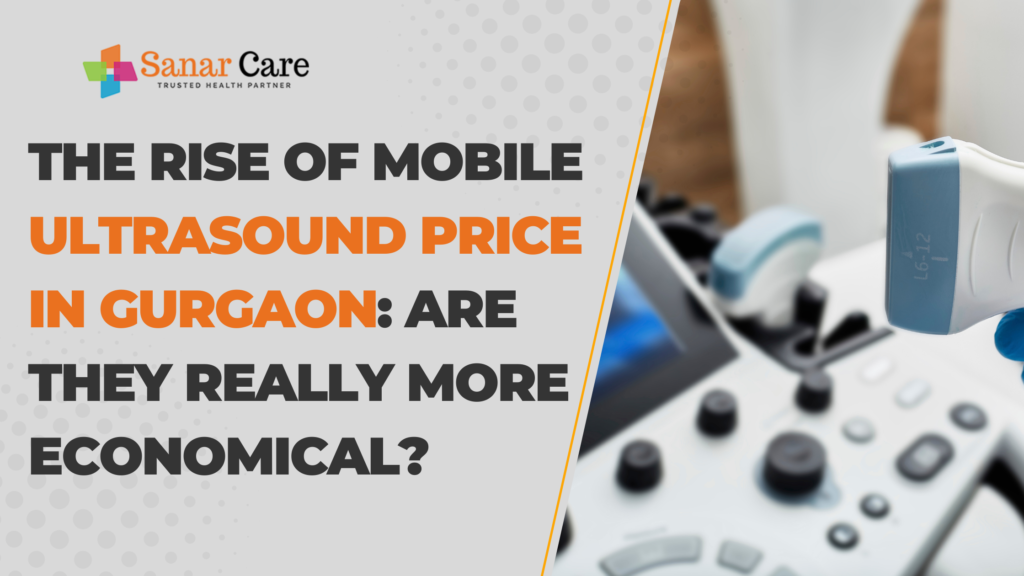 Sanar Care
TRUSTED HEALTH PARTNER
THE RISE OF MOBILE
ULTRASOUND PRICE
IN GURGAON: ARE
THEY REALLY MORE
ECONOMICAL?
L6-12